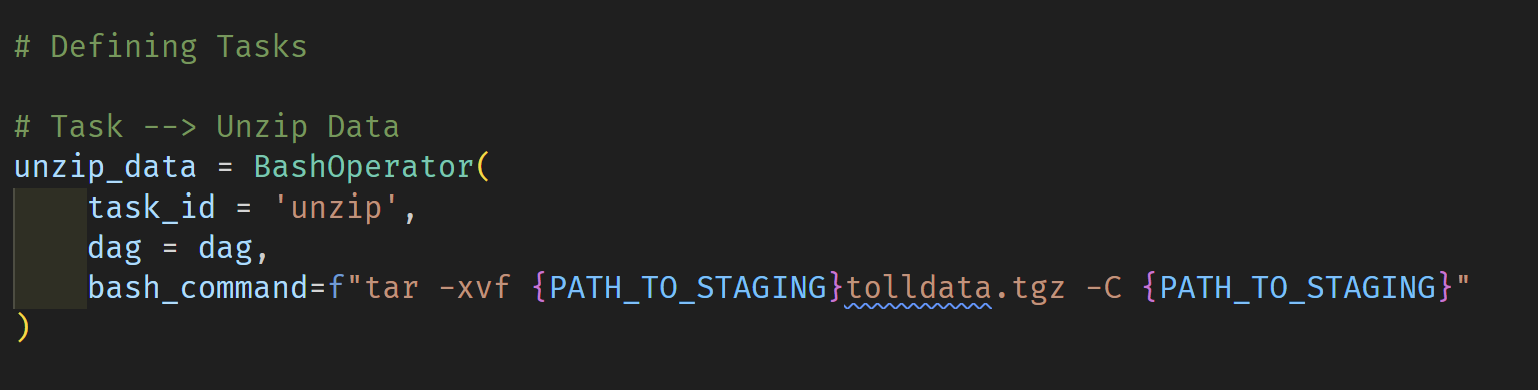 # Defining Tasks
# Task --> Unzip Data
unzip_data = BashOperator(
    task_id = 'unzip',
    dag = dag,
    bash_command=f"tar -xvf {PATH_TO_STAGING}tolldata.tgz -C {PATH_TO_STAGING}"
)